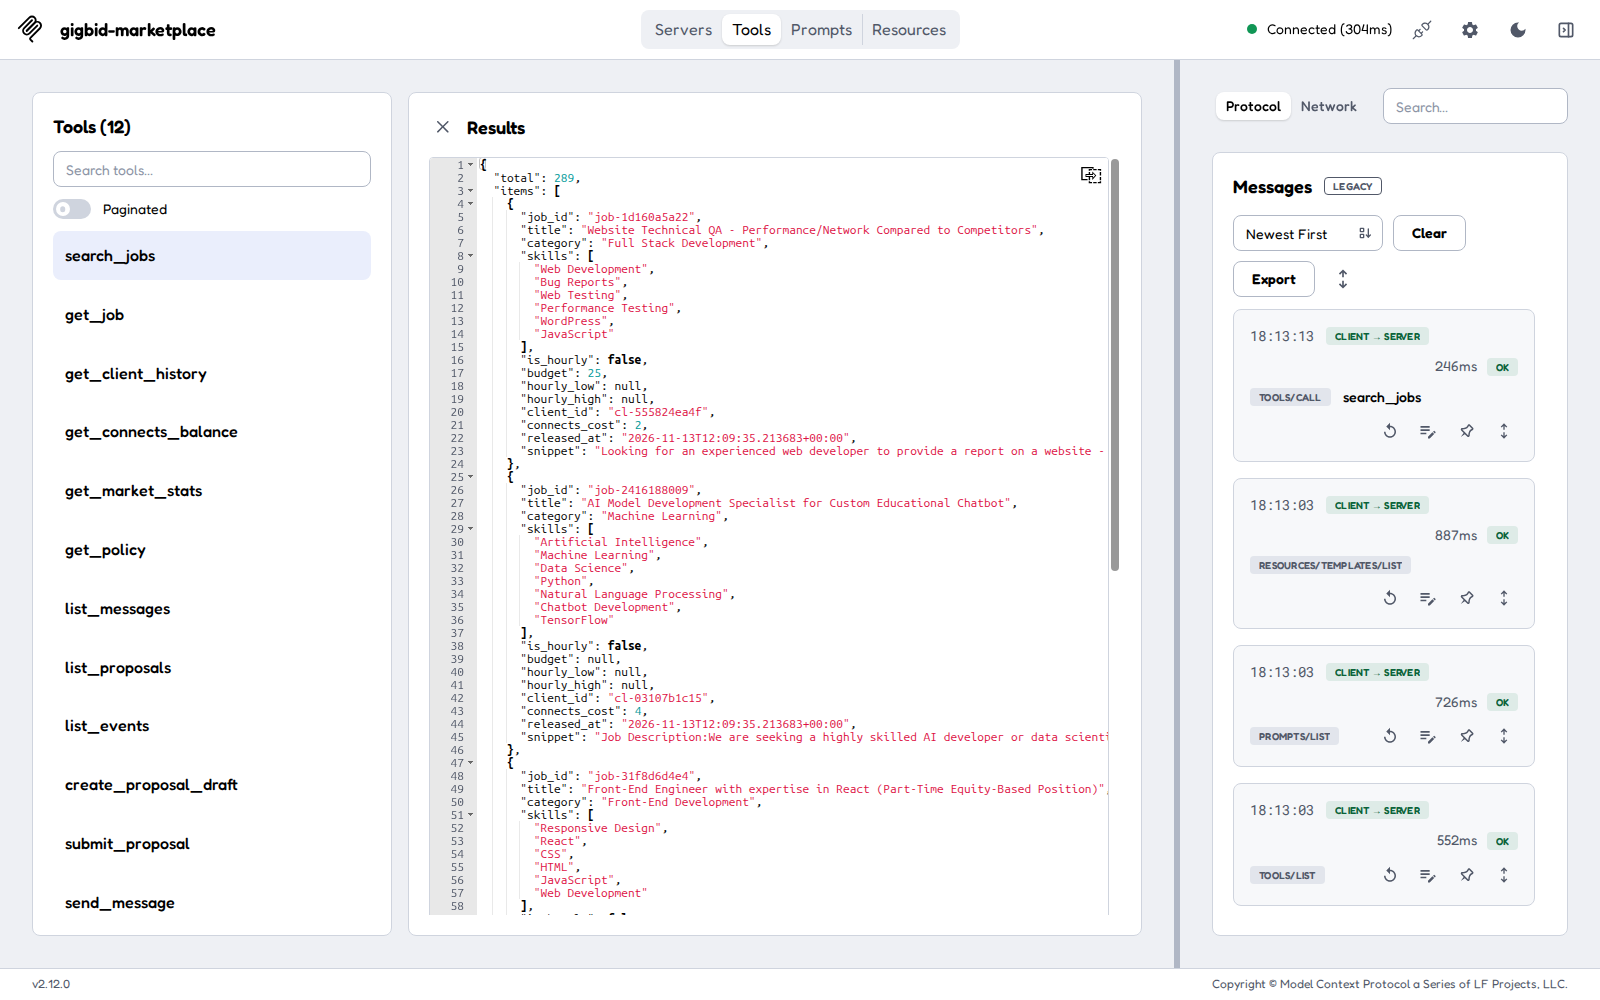 gigbid-marketplace
Servers Tools Prompts Resources
Connected (304ms)
Tools (12)
Search tools...
Paginated
search_jobs
get_job
get_client_history
get_connects_balance
get_market_stats
get_policy
list_messages
list_proposals
list_events
create_proposal_draft
submit_proposal
send_message
Results
1 {
2 "total": 289,
3 "items": [
4 {
5 "job_id": "job-1d160a5a22",
6 "title": "Website Technical QA - Performance/Network Compared to Competitors",
7 "category": "Full Stack Development",
8 "skills": [
9 "Web Development",
10 "Bug Reports",
11 "Web Testing",
12 "Performance Testing",
13 "WordPress",
14 "JavaScript"
15 ],
16 "is_hourly": false,
17 "budget": 25,
18 "hourly_low": null,
19 "hourly_high": null,
20 "client_id": "cl-555824ea4f",
21 "connects_cost": 2,
22 "released_at": "2026-11-13T12:09:35.213683+00:00",
23 "snippet": "Looking for an experienced web developer to provide a report on a website -
24 },
25 {
26 "job_id": "job-2416188009",
27 "title": "AI Model Development Specialist for Custom Educational Chatbot",
28 "category": "Machine Learning",
29 "skills": [
30 "Artificial Intelligence",
31 "Machine Learning",
32 "Data Science",
33 "Python",
34 "Natural Language Processing",
35 "Chatbot Development",
36 "TensorFlow"
37 ],
38 "is_hourly": false,
39 "budget": null,
40 "hourly_low": null,
41 "hourly_high": null,
42 "client_id": "cl-03107b1c15",
43 "connects_cost": 4,
44 "released_at": "2026-11-13T12:09:35.213683+00:00",
45 "snippet": "Job Description:We are seeking a highly skilled AI developer or data scienti
46 },
47 {
48 "job_id": "job-31f8d6d4e4",
49 "title": "Front-End Engineer with expertise in React (Part-Time Equity-Based Position)",
50 "category": "Front-End Development",
51 "skills": [
52 "Responsive Design",
53 "React",
54 "CSS",
55 "HTML",
56 "JavaScript",
57 "Web Development"
58 ],
Protocol Network
Search...
Messages LEGACY
Newest First
Clear
Export
18:13:13 CLIENT → SERVER
246ms OK
TOOLS/CALL search_jobs
18:13:03 CLIENT → SERVER
887ms OK
RESOURCES/TEMPLATES/LIST
18:13:03 CLIENT → SERVER
726ms OK
PROMPTS/LIST
18:13:03 CLIENT → SERVER
552ms OK
TOOLS/LIST
v2.12.0
Copyright © Model Context Protocol a Series of LF Projects, LLC.